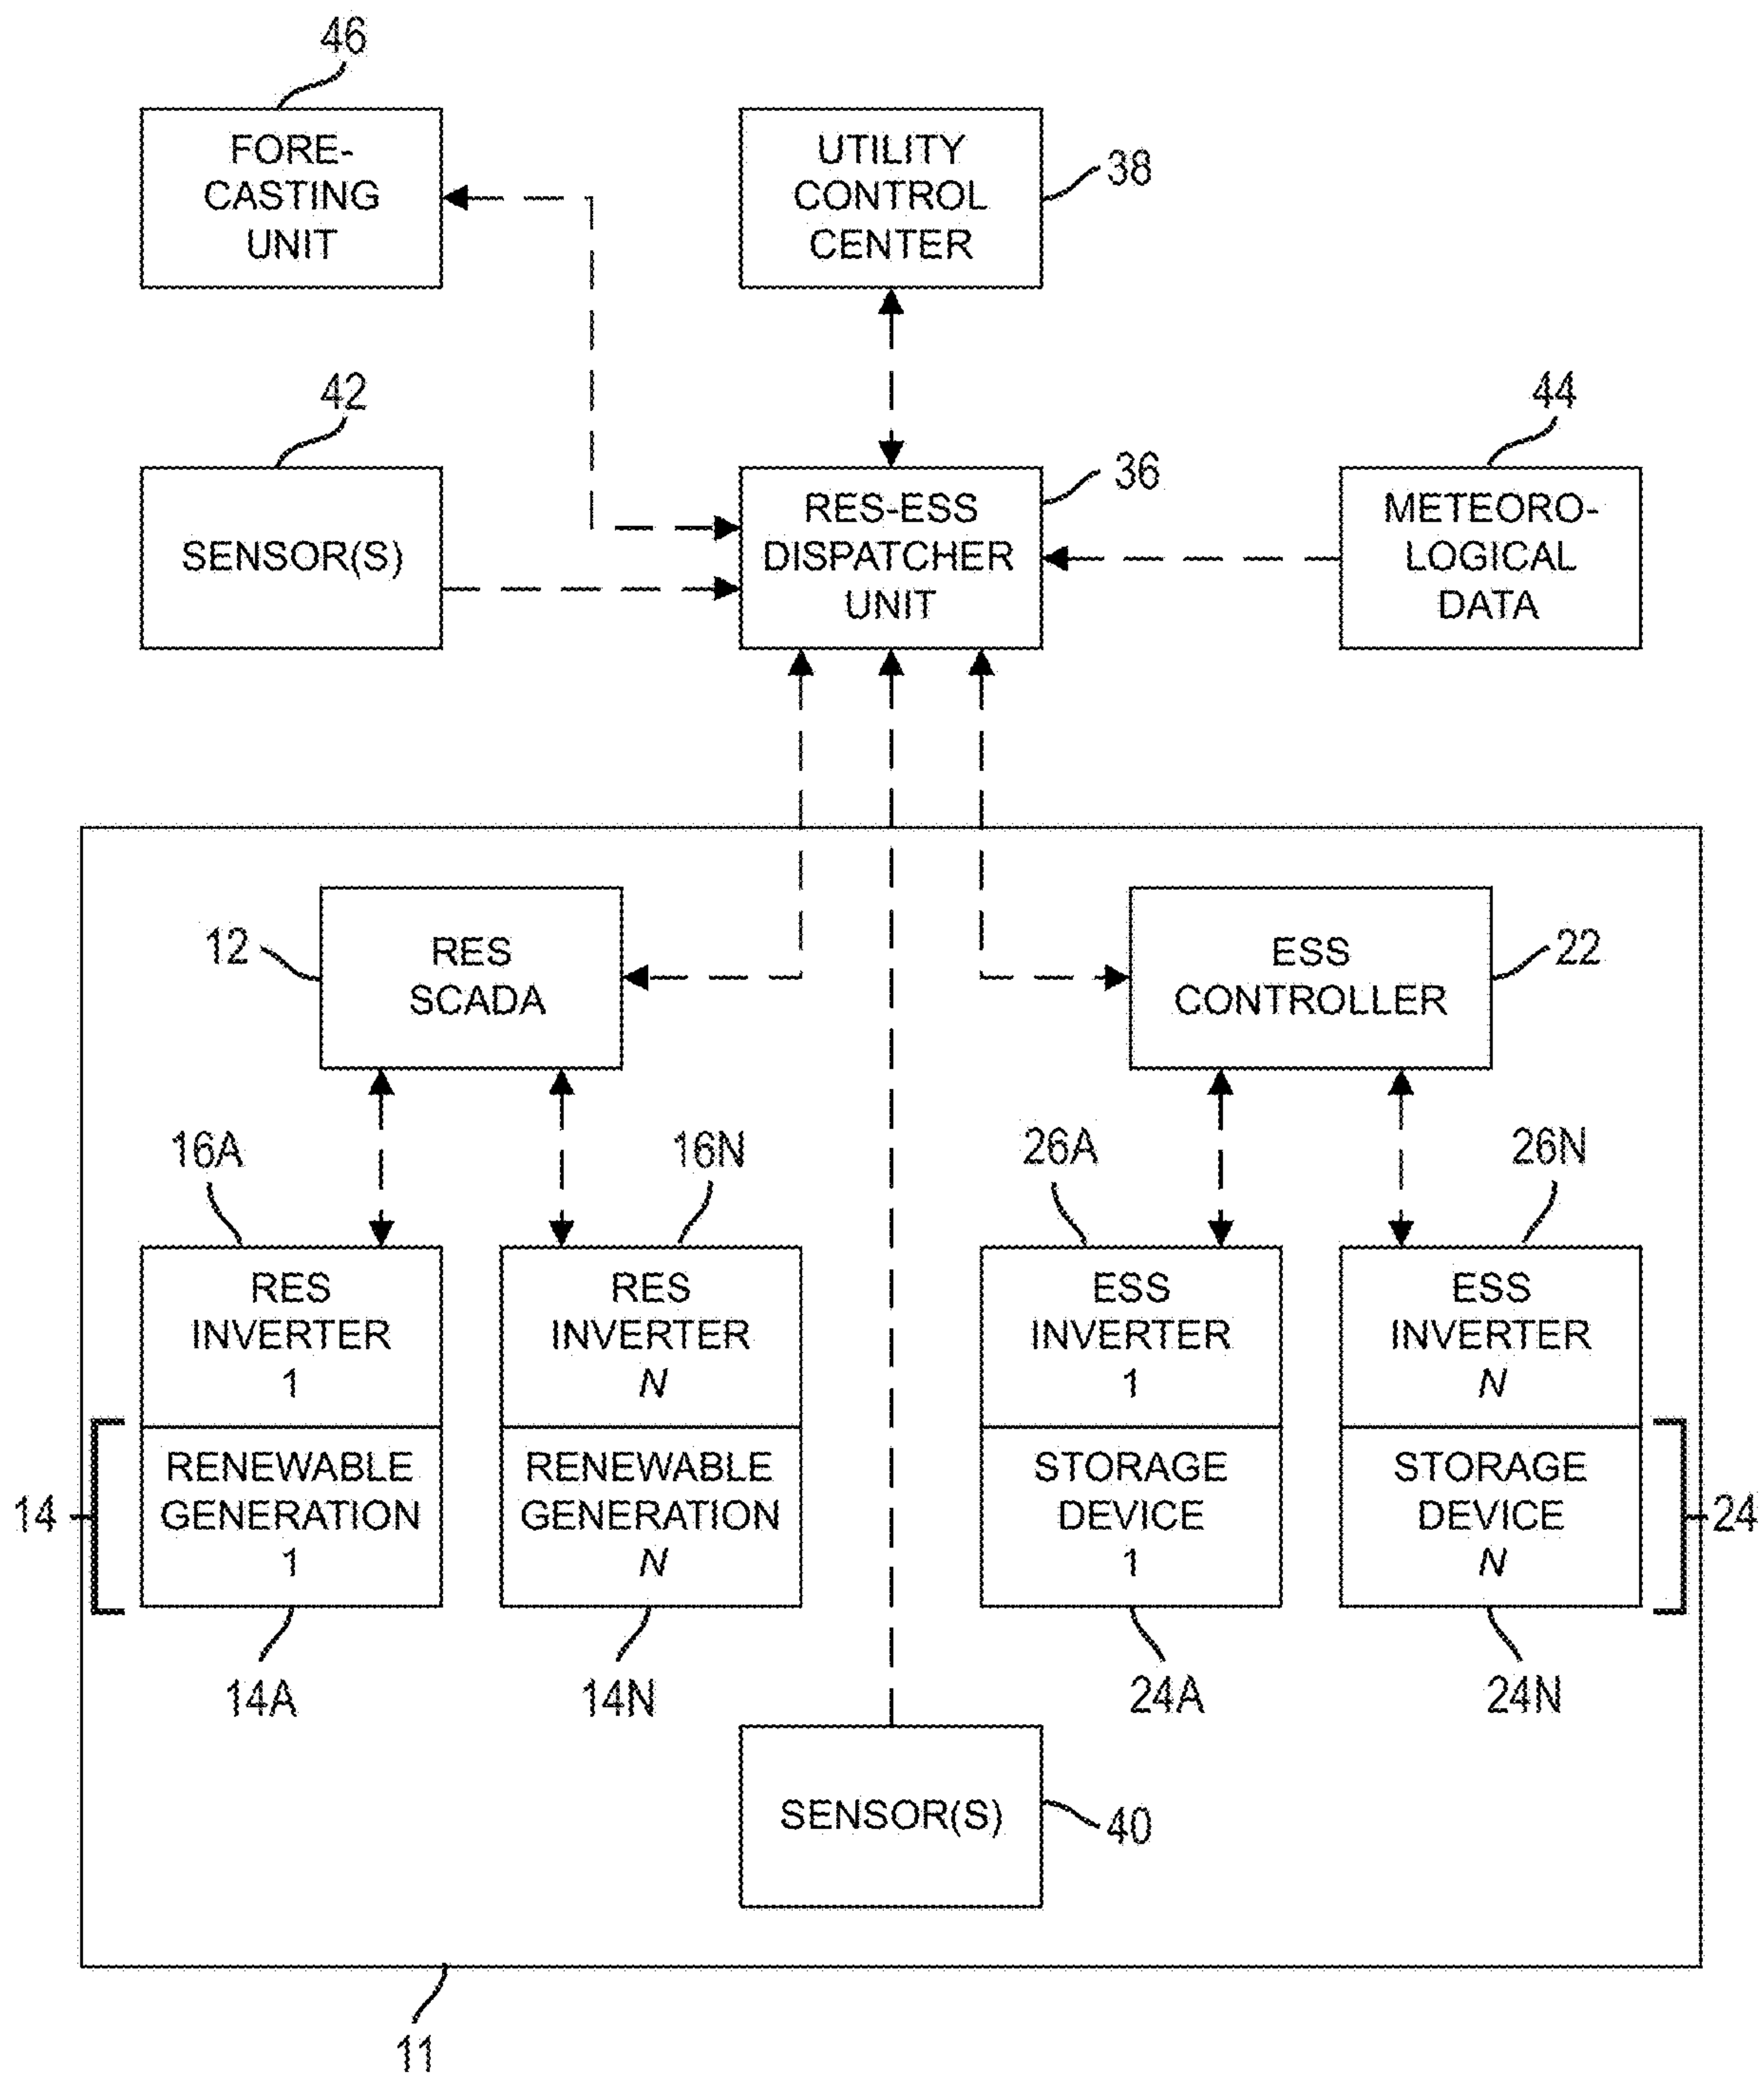 46
FORE-
CASTING
UNIT
UTILITY
CONTROL
CENTER
38
42
SENSOR(S)
RES-ESS
DISPATCHER
UNIT
36
44
METEORO-
LOGICAL
DATA
12
RES
SCADA
ESS
CONTROLLER
22
16A
16N
26A
26N
RES
INVERTER
1
RES
INVERTER
N
ESS
INVERTER
1
ESS
INVERTER
N
14
RENEWABLE
GENERATION
1
RENEWABLE
GENERATION
N
STORAGE
DEVICE
1
STORAGE
DEVICE
N
24
14A
14N
24A
24N
SENSOR(S)
40
11